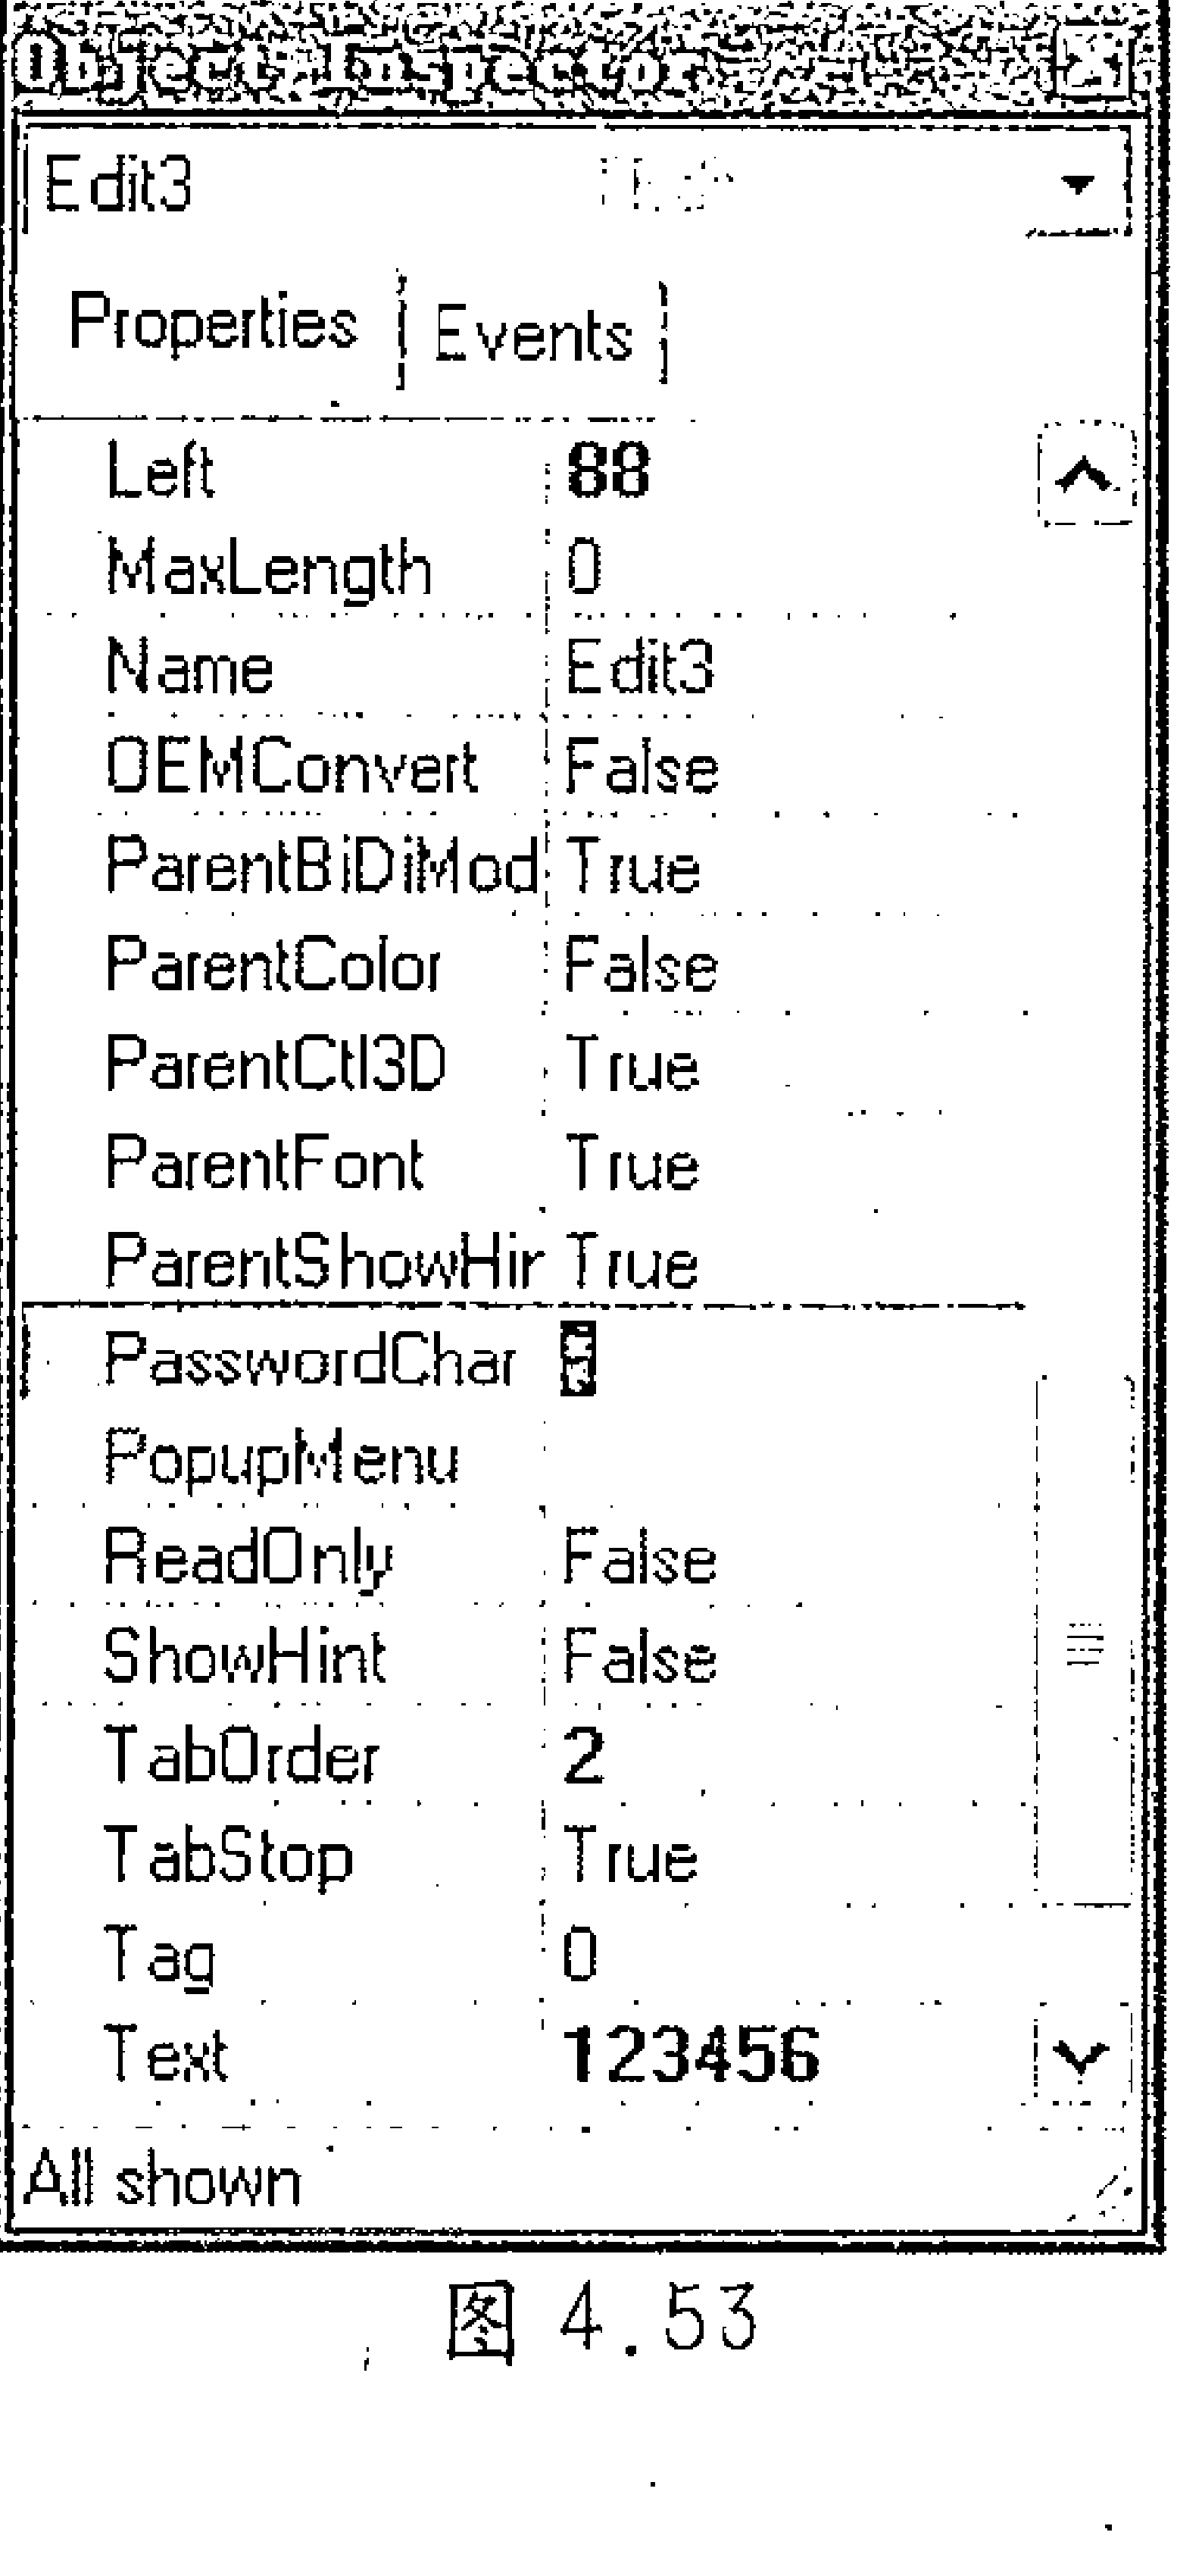 Object Inspector
Edit3
Properties Events
Left 88
MaxLength 0
Name Edit3
OEMConvert False
ParentBiDiMod True
ParentColor False
ParentCtl3D True
ParentFont True
ParentShowHin True
PasswordChar
PopupMenu
ReadOnly False
ShowHint False
TabOrder 2
TabStop True
Tag 0
Text 123456
All shown
图 4.53